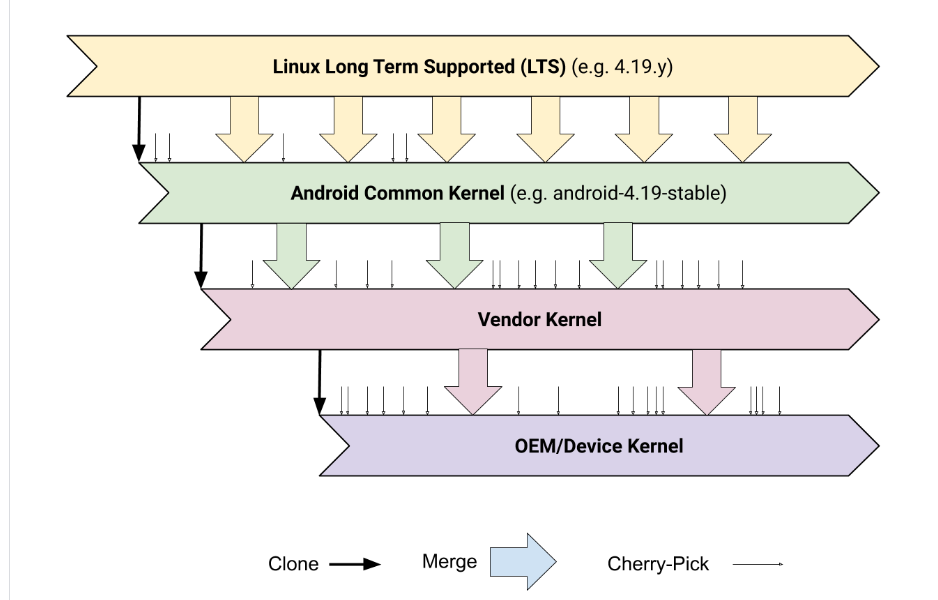 Linux Long Term Supported (LTS) (e.g. 4.19.y)
Android Common Kernel (e.g. android-4.19-stable)
Vendor Kernel
OEM/Device Kernel
Clone
Merge
Cherry-Pick